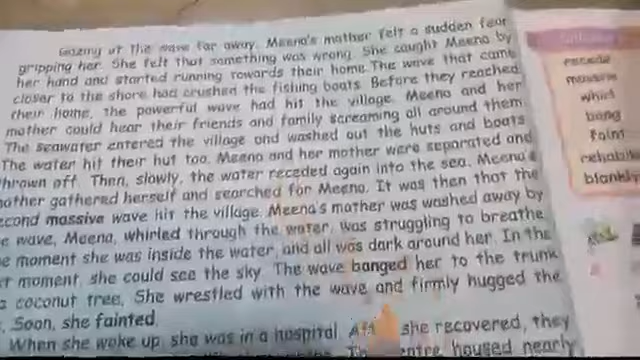 Gazing at the wave far away, Meena's mother felt a sudden fear
gripping her. She felt that something was wrong. She caught Meena by
her hand and started running towards their home. The wave that came
closer to the shore had crushed the fishing boats. Before they reached
their home, the powerful wave had hit the village. Meena and her
mother could hear their friends and family screaming all around them.
The seawater entered the village and washed out the huts and boats.
The water hit their hut too. Meena and her mother were separated and
thrown off. Then, slowly, the water receded again into the sea. Meena's
mother gathered herself and searched for Meena. It was then that the
second massive wave hit the village. Meena's mother was washed away by
e wave, Meena, whirled through the water, was struggling to breathe
e moment she was inside the water, and all was dark around her. In the
t moment, she could see the sky. The wave banged her to the trunk
a coconut tree, She wrestled with the wave and firmly hugged the
, Soon, she fainted.
When she woke up, she was in a hospital. she recovered, they
housed nearly
recede
massive
whirl
bang
faint
rehabilit
blankly